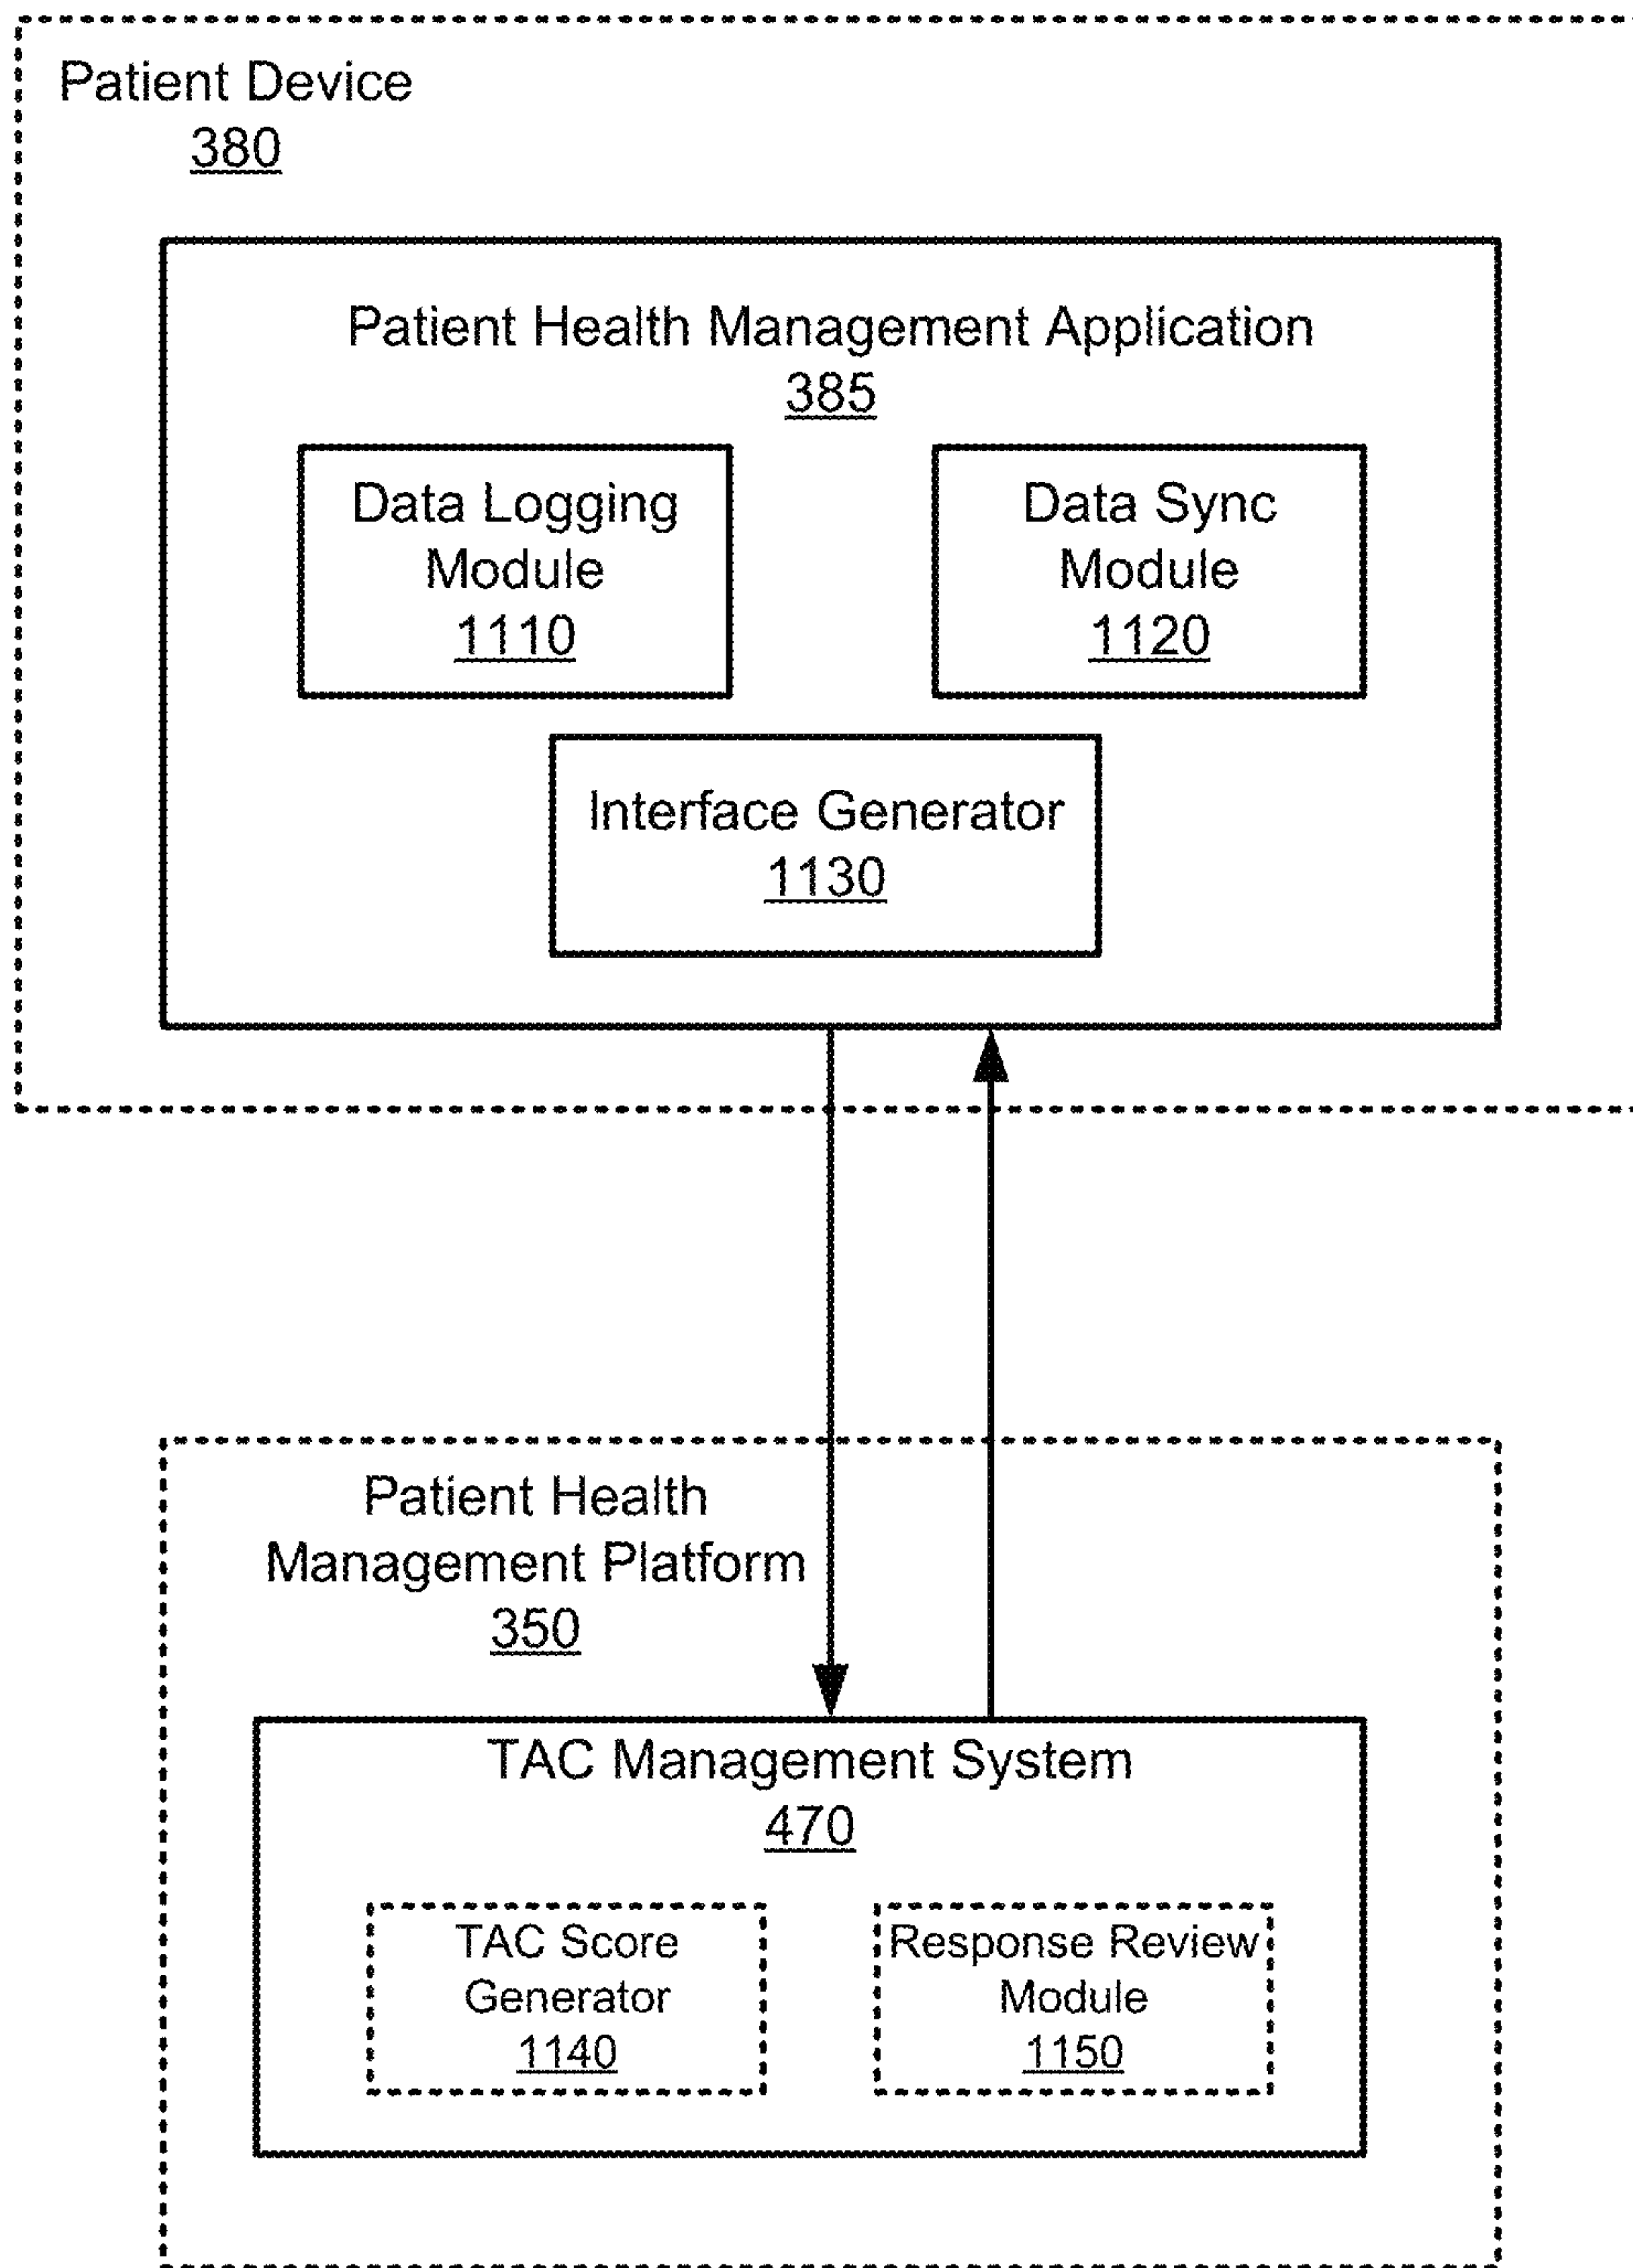 Patient Device
380
Patient Health Management Application
385
Data Logging
Module
1110
Data Sync
Module
1120
Interface Generator
1130
Patient Health
Management Platform
350
TAC Management System
470
TAC Score
Generator
1140
Response Review
Module
1150